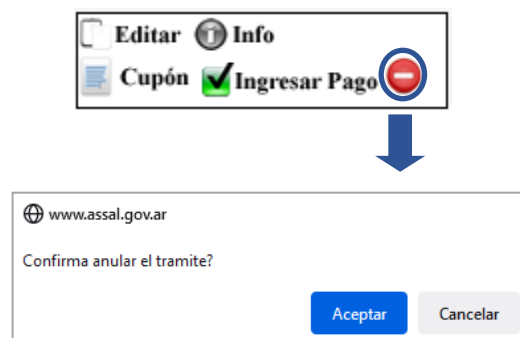 Editar Info
Cupón Ingresar Pago
www.assal.gov.ar
Confirma anular el tramite?
Aceptar Cancelar